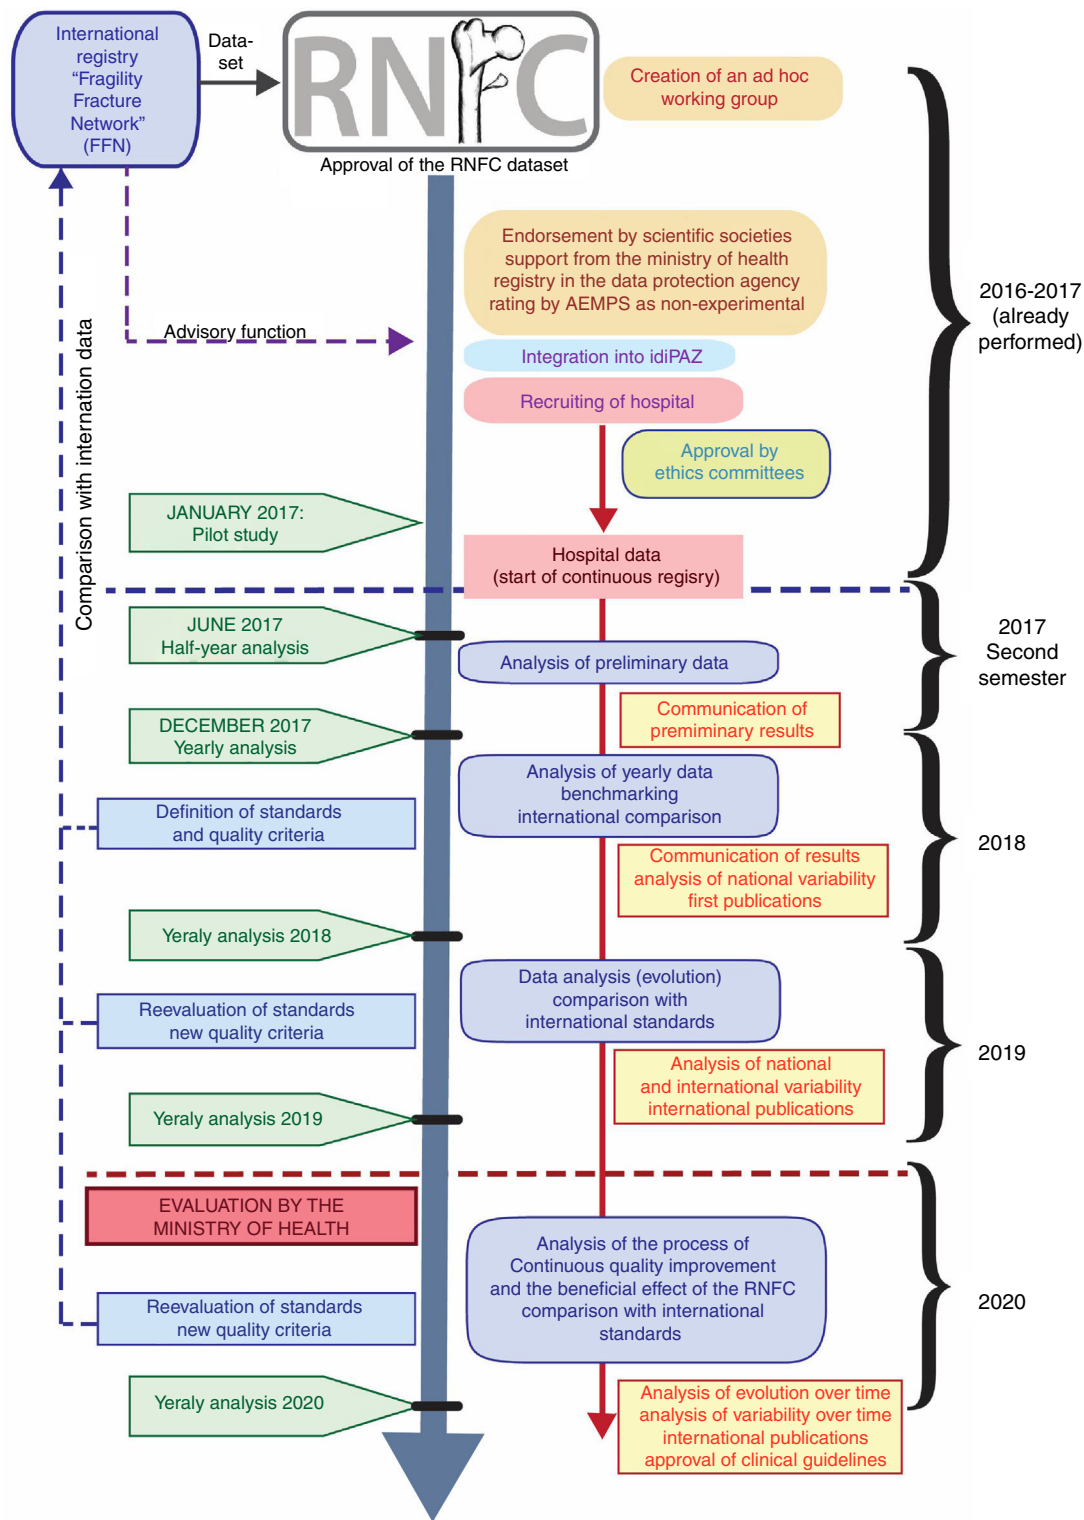 International
registry
“Fragility
Fracture
Network”
(FFN)
Data-
set
RNFC
Approval of the RNFC dataset
Creation of an ad hoc
working group
Endorsement by scientific societies
support from the ministry of health
registry in the data protection agency
rating by AEMPS as non-experimental
2016-2017
(already
performed)
Advisory function
Integration into idiPAZ
Recruiting of hospital
Comparison with internation data
Approval by
ethics committees
JANUARY 2017:
Pilot study
Hospital data
(start of continuous regisry)
JUNE 2017
Half-year analysis
Analysis of preliminary data
2017
Second
semester
DECEMBER 2017
Yearly analysis
Communication of
premiminary results
Analysis of yearly data
benchmarking
international comparison
Definition of standards
and quality criteria
2018
Communication of results
analysis of national variability
first publications
Yeraly analysis 2018
Data analysis (evolution)
comparison with
international standards
Reevaluation of standards
new quality criteria
2019
Analysis of national
and international variability
international publications
Yeraly analysis 2019
EVALUATION BY THE
MINISTRY OF HEALTH
Analysis of the process of
Continuous quality improvement
and the beneficial effect of the RNFC
comparison with international
standards
2020
Reevaluation of standards
new quality criteria
Yeraly analysis 2020
Analysis of evolution over time
analysis of variability over time
international publications
approval of clinical guidelines